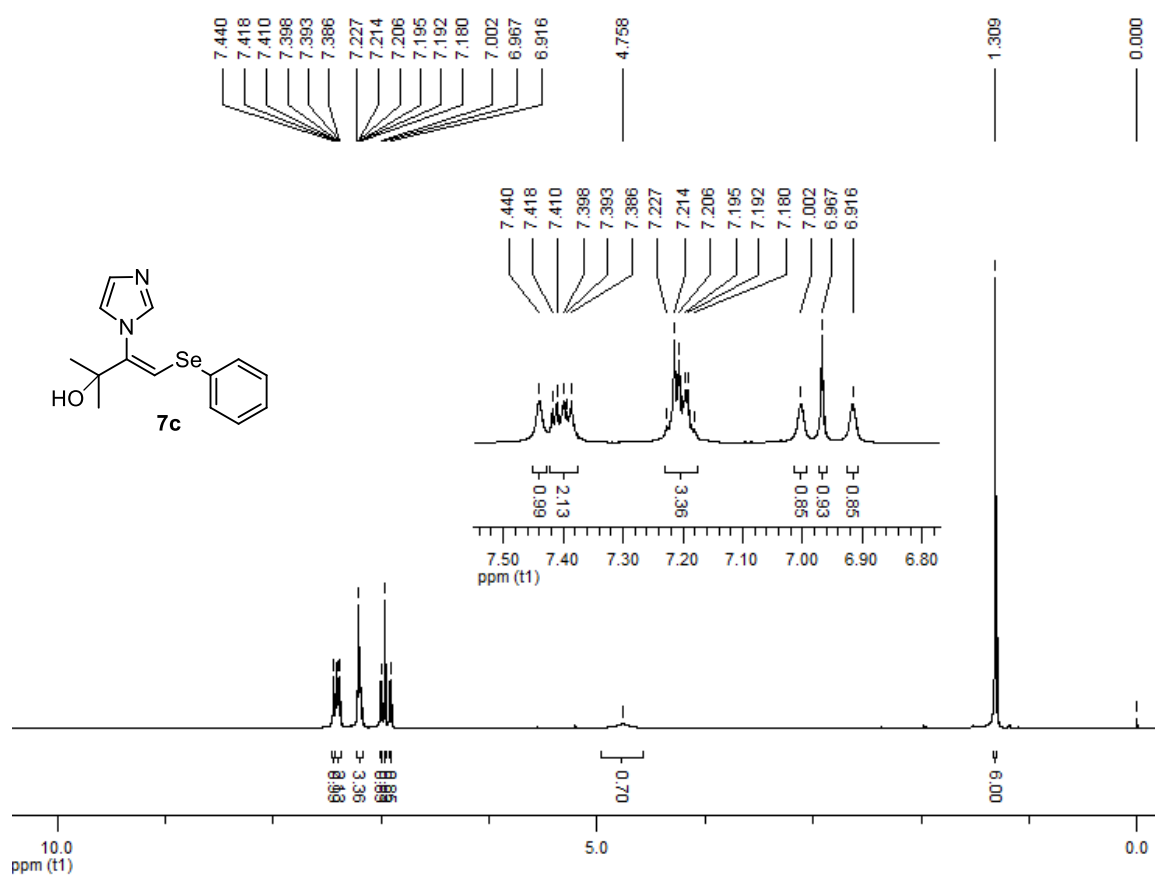 7.440 7.418 7.410 7.398 7.393 7.386 7.227 7.214 7.206 7.195 7.192 7.180 7.002 6.967 6.916 4.758 1.309 0.000
7.440 7.418 7.410 7.398 7.393 7.386 7.227 7.214 7.206 7.195 7.192 7.180 7.002 6.967 6.916
N
N
Se
HO
7c
0.99 2.13 3.36 0.85 0.93 0.85
7.50 7.40 7.30 7.20 7.10 7.00 6.90 6.80
ppm (t1)
3.36 0.70 6.00
10.0 5.0 0.0
ppm (t1)